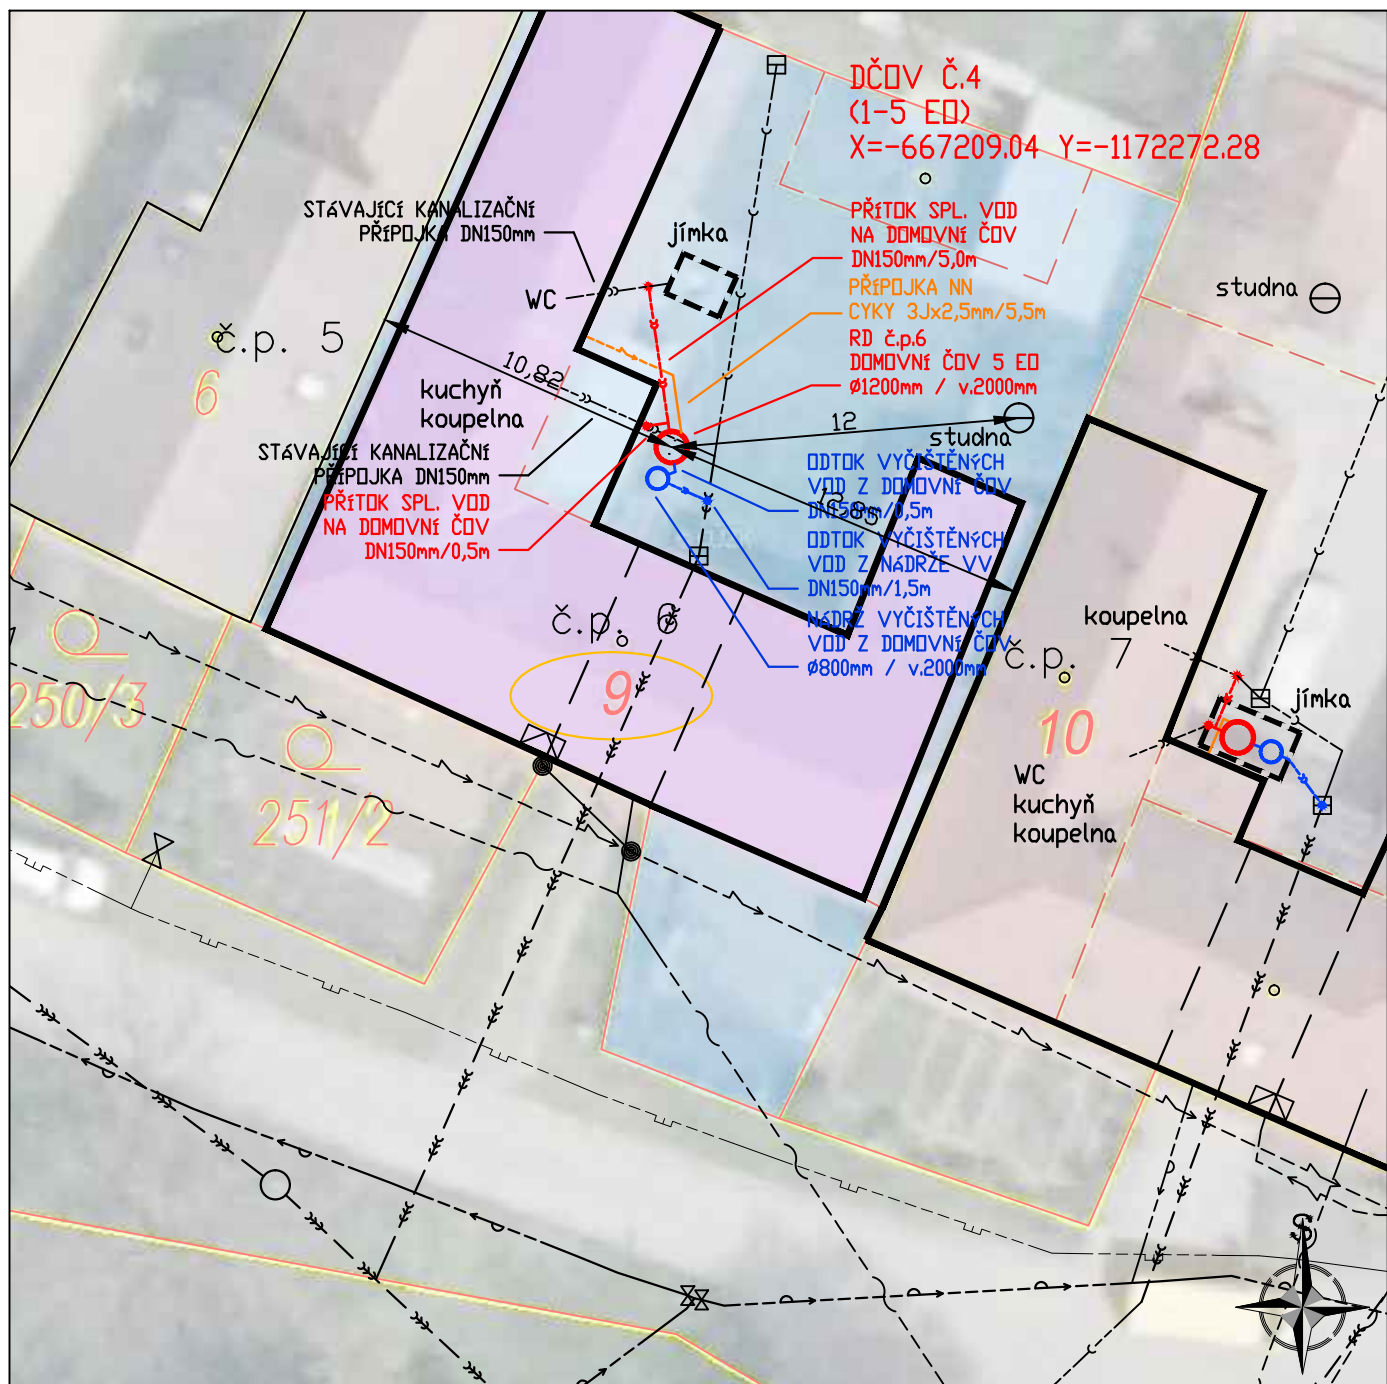 DČOV Č.4
(1-5 EO)
X=-667209.04 Y=-1172272.28
STÁVAJÍCÍ KANALIZAČNÍ
PŘÍPOJKA DN150mm
jímka
WC
PŘÍTOK SPL. VOD
NA DOMOVNÍ ČOV
DN150mm/5,0m
PŘÍPOJKA NN
CYKY 3Jx2,5mm/5,5m
RD č.p.6
DOMOVNÍ ČOV 5 EO
Ø1200mm / v.2000mm
studna
č.p. 5
6
10,82
kuchyň
koupelna
12
studna
STÁVAJÍCÍ KANALIZAČNÍ
PŘÍPOJKA DN150mm
PŘÍTOK SPL. VOD
NA DOMOVNÍ ČOV
DN150mm/0,5m
ODTOK VYČIŠTĚNÝCH
VOD Z DOMOVNÍ ČOV
DN150mm/0,5m
12,85
ODTOK VYČIŠTĚNÝCH
VOD Z NÁDRŽE VV
DN150mm/1,5m
NÁDRŽ VYČIŠTĚNÝCH
VOD Z DOMOVNÍ ČOV
Ø800mm / v.2000mm
č.p. 6
9
koupelna
č.p. 7
10
jímka
WC
kuchyň
koupelna
250/3
251/2